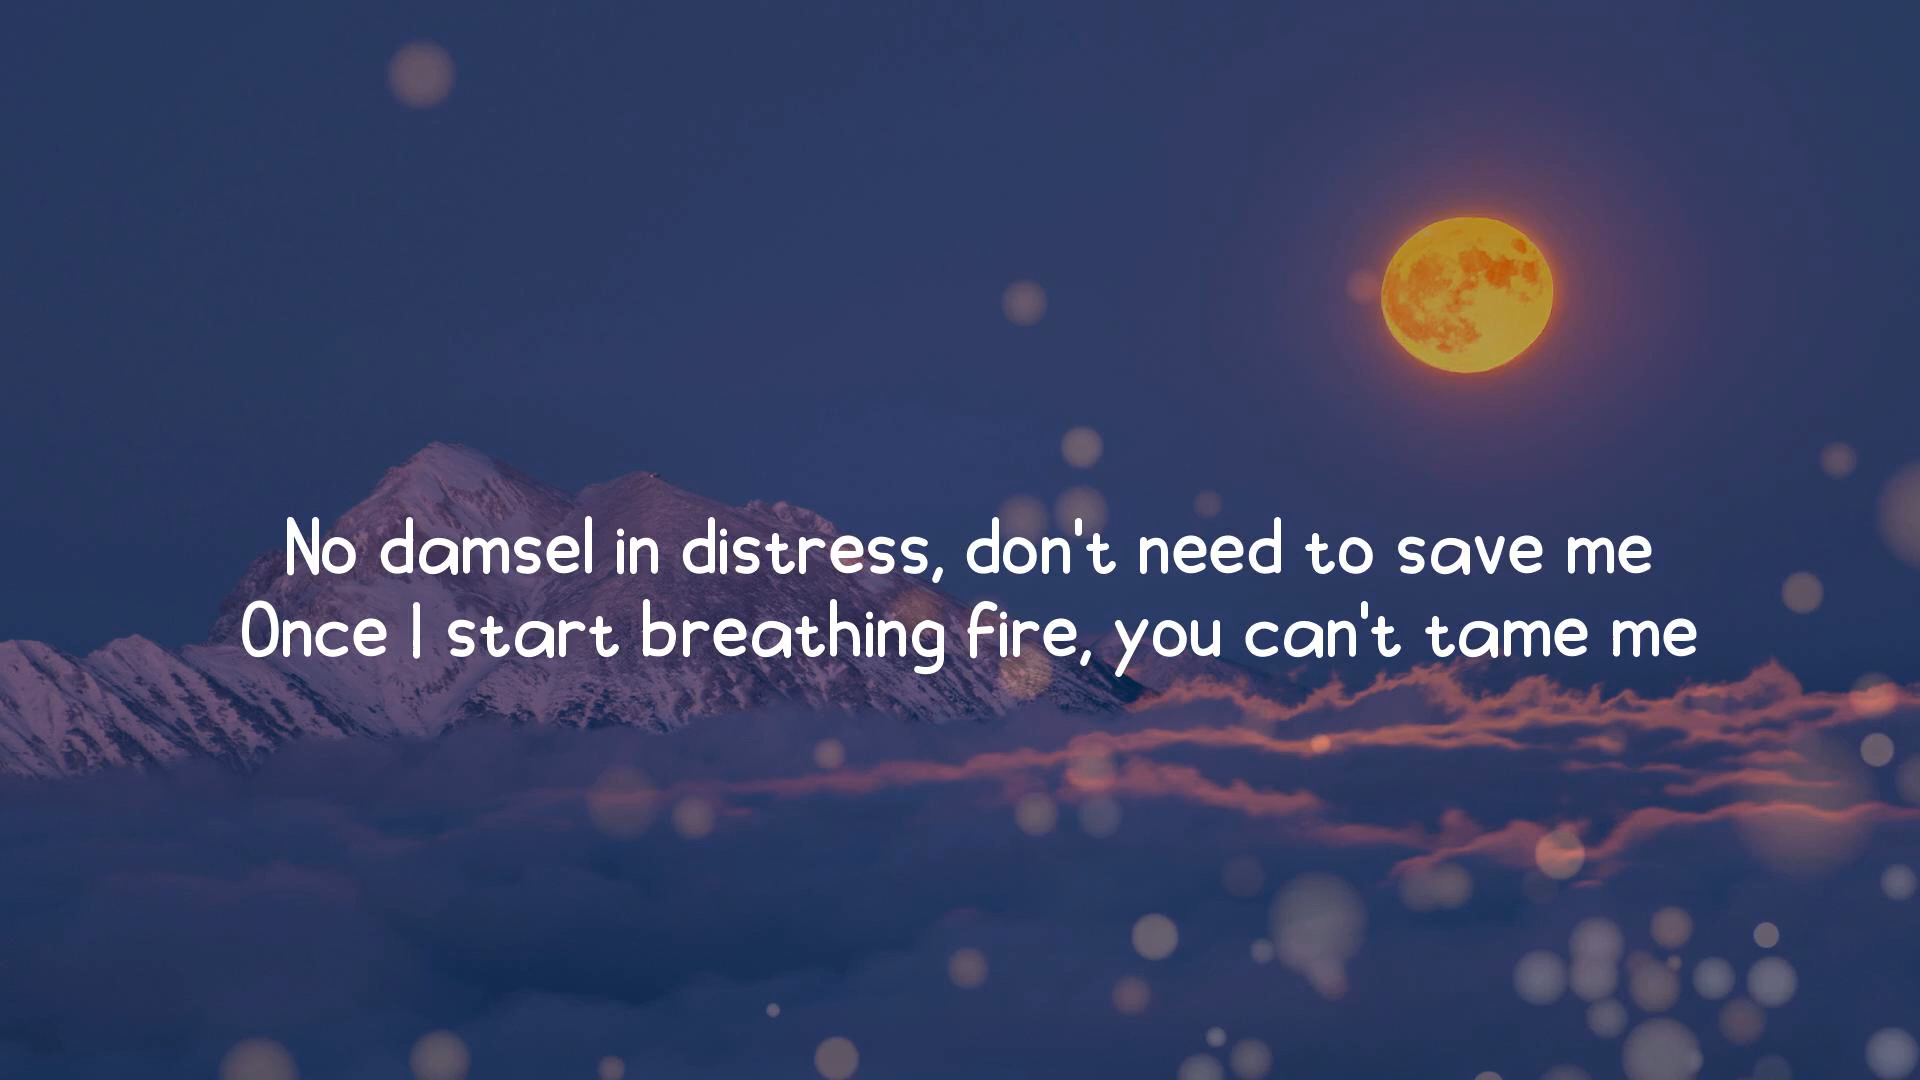 No damsel in distress, don't need to save me
Once I start breathing fire, you can't tame me